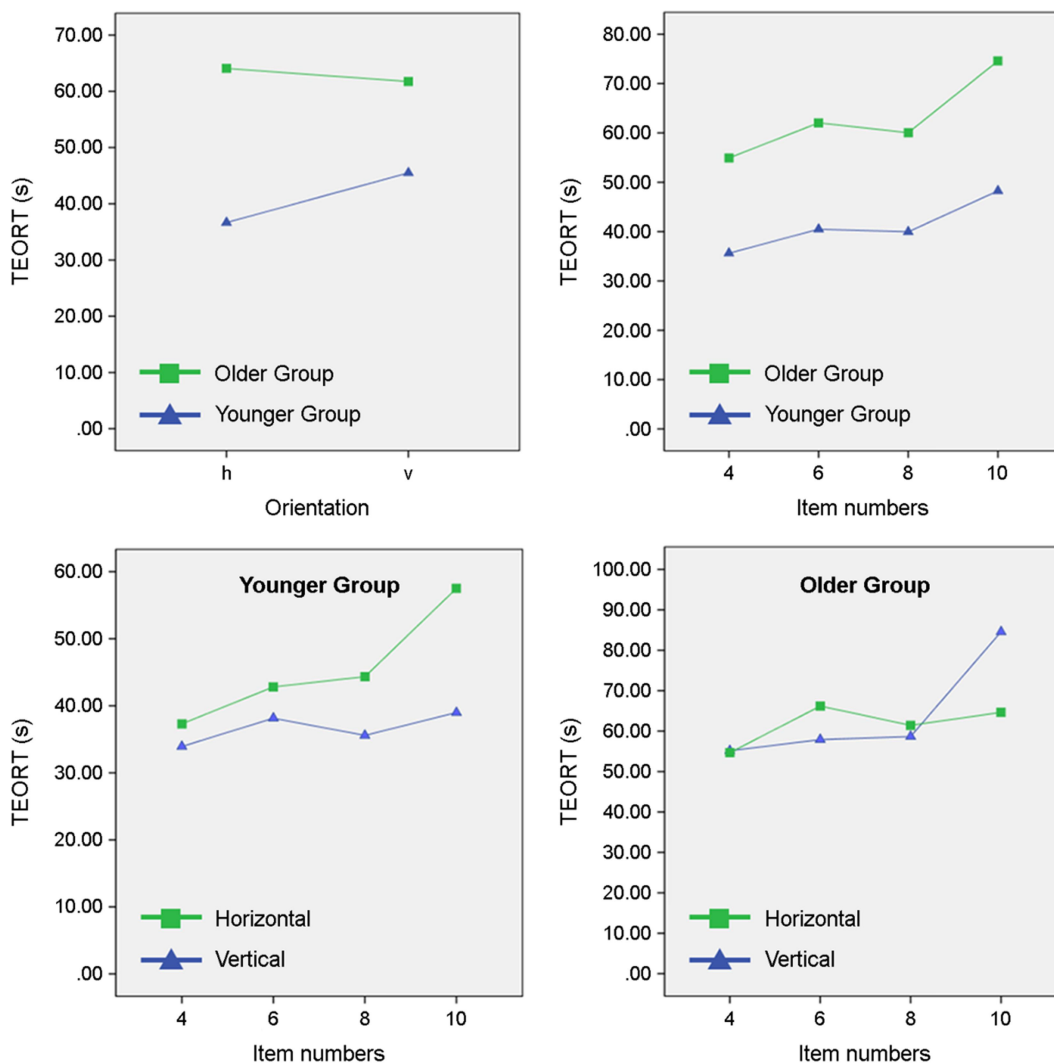 70.00
60.00
50.00
40.00
30.00
20.00
10.00
.00
TEORT (s)
Older Group
Younger Group
h v
Orientation
80.00
70.00
60.00
50.00
40.00
30.00
20.00
10.00
.00
TEORT (s)
Older Group
Younger Group
4 6 8 10
Item numbers
60.00
50.00
40.00
30.00
20.00
10.00
.00
TEORT (s)
Younger Group
Horizontal
Vertical
4 6 8 10
Item numbers
100.00
90.00
80.00
70.00
60.00
50.00
40.00
30.00
20.00
10.00
.00
TEORT (s)
Older Group
Horizontal
Vertical
4 6 8 10
Item numbers